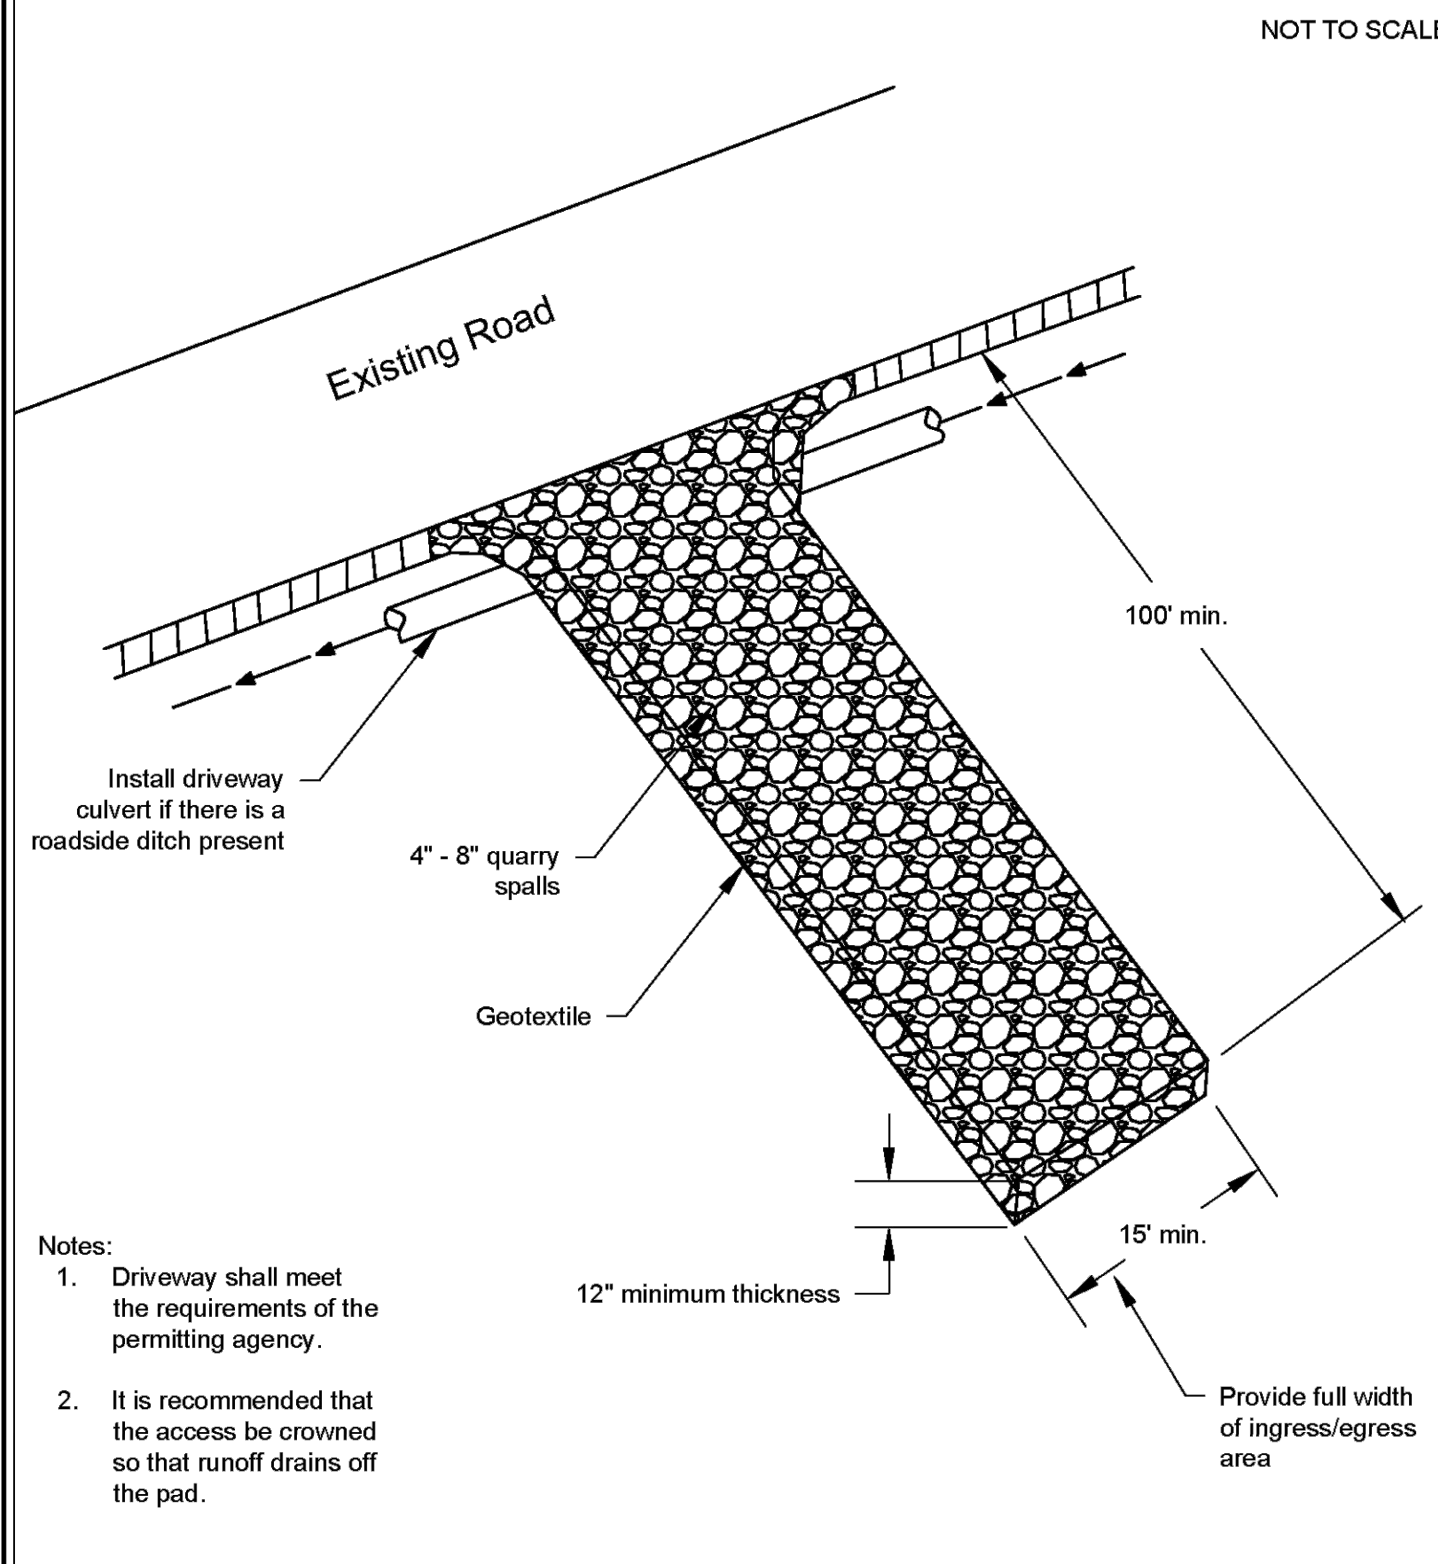 NOT TO SCALE
Existing Road
100' min.
Install driveway
culvert if there is a
roadside ditch present
4" - 8" quarry
spalls
Geotextile
15' min.
12" minimum thickness
Provide full width
of ingress/egress
area
Notes:
1. Driveway shall meet
the requirements of the
permitting agency.
2. It is recommended that
the access be crowned
so that runoff drains off
the pad.